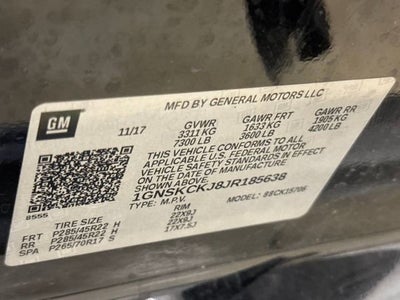 MFD BY GENERAL MOTORS LLC
GM
11/17 GVWR GAWR FRT GAWR RR
3311 KG 1633 KG 1905 KG
7300 LB 3600 LB 4200 LB
THIS VEHICLE CONFORMS TO ALL
APPLICABLE U.S. FEDERAL MOTOR
VEHICLE SAFETY STANDARDS IN
EFFECT ON THE DATE OF
MANUFACTURE SHOWN ABOVE.
1GNSKCKJ8JR185638
TYPE: M.P.V. MODEL:
8555
TIRE SIZE RIM
FRT P285/45R22 H 22X9J
RR P285/45R22 H 22X9J
SPA P265/70R17 S 17X7.5J